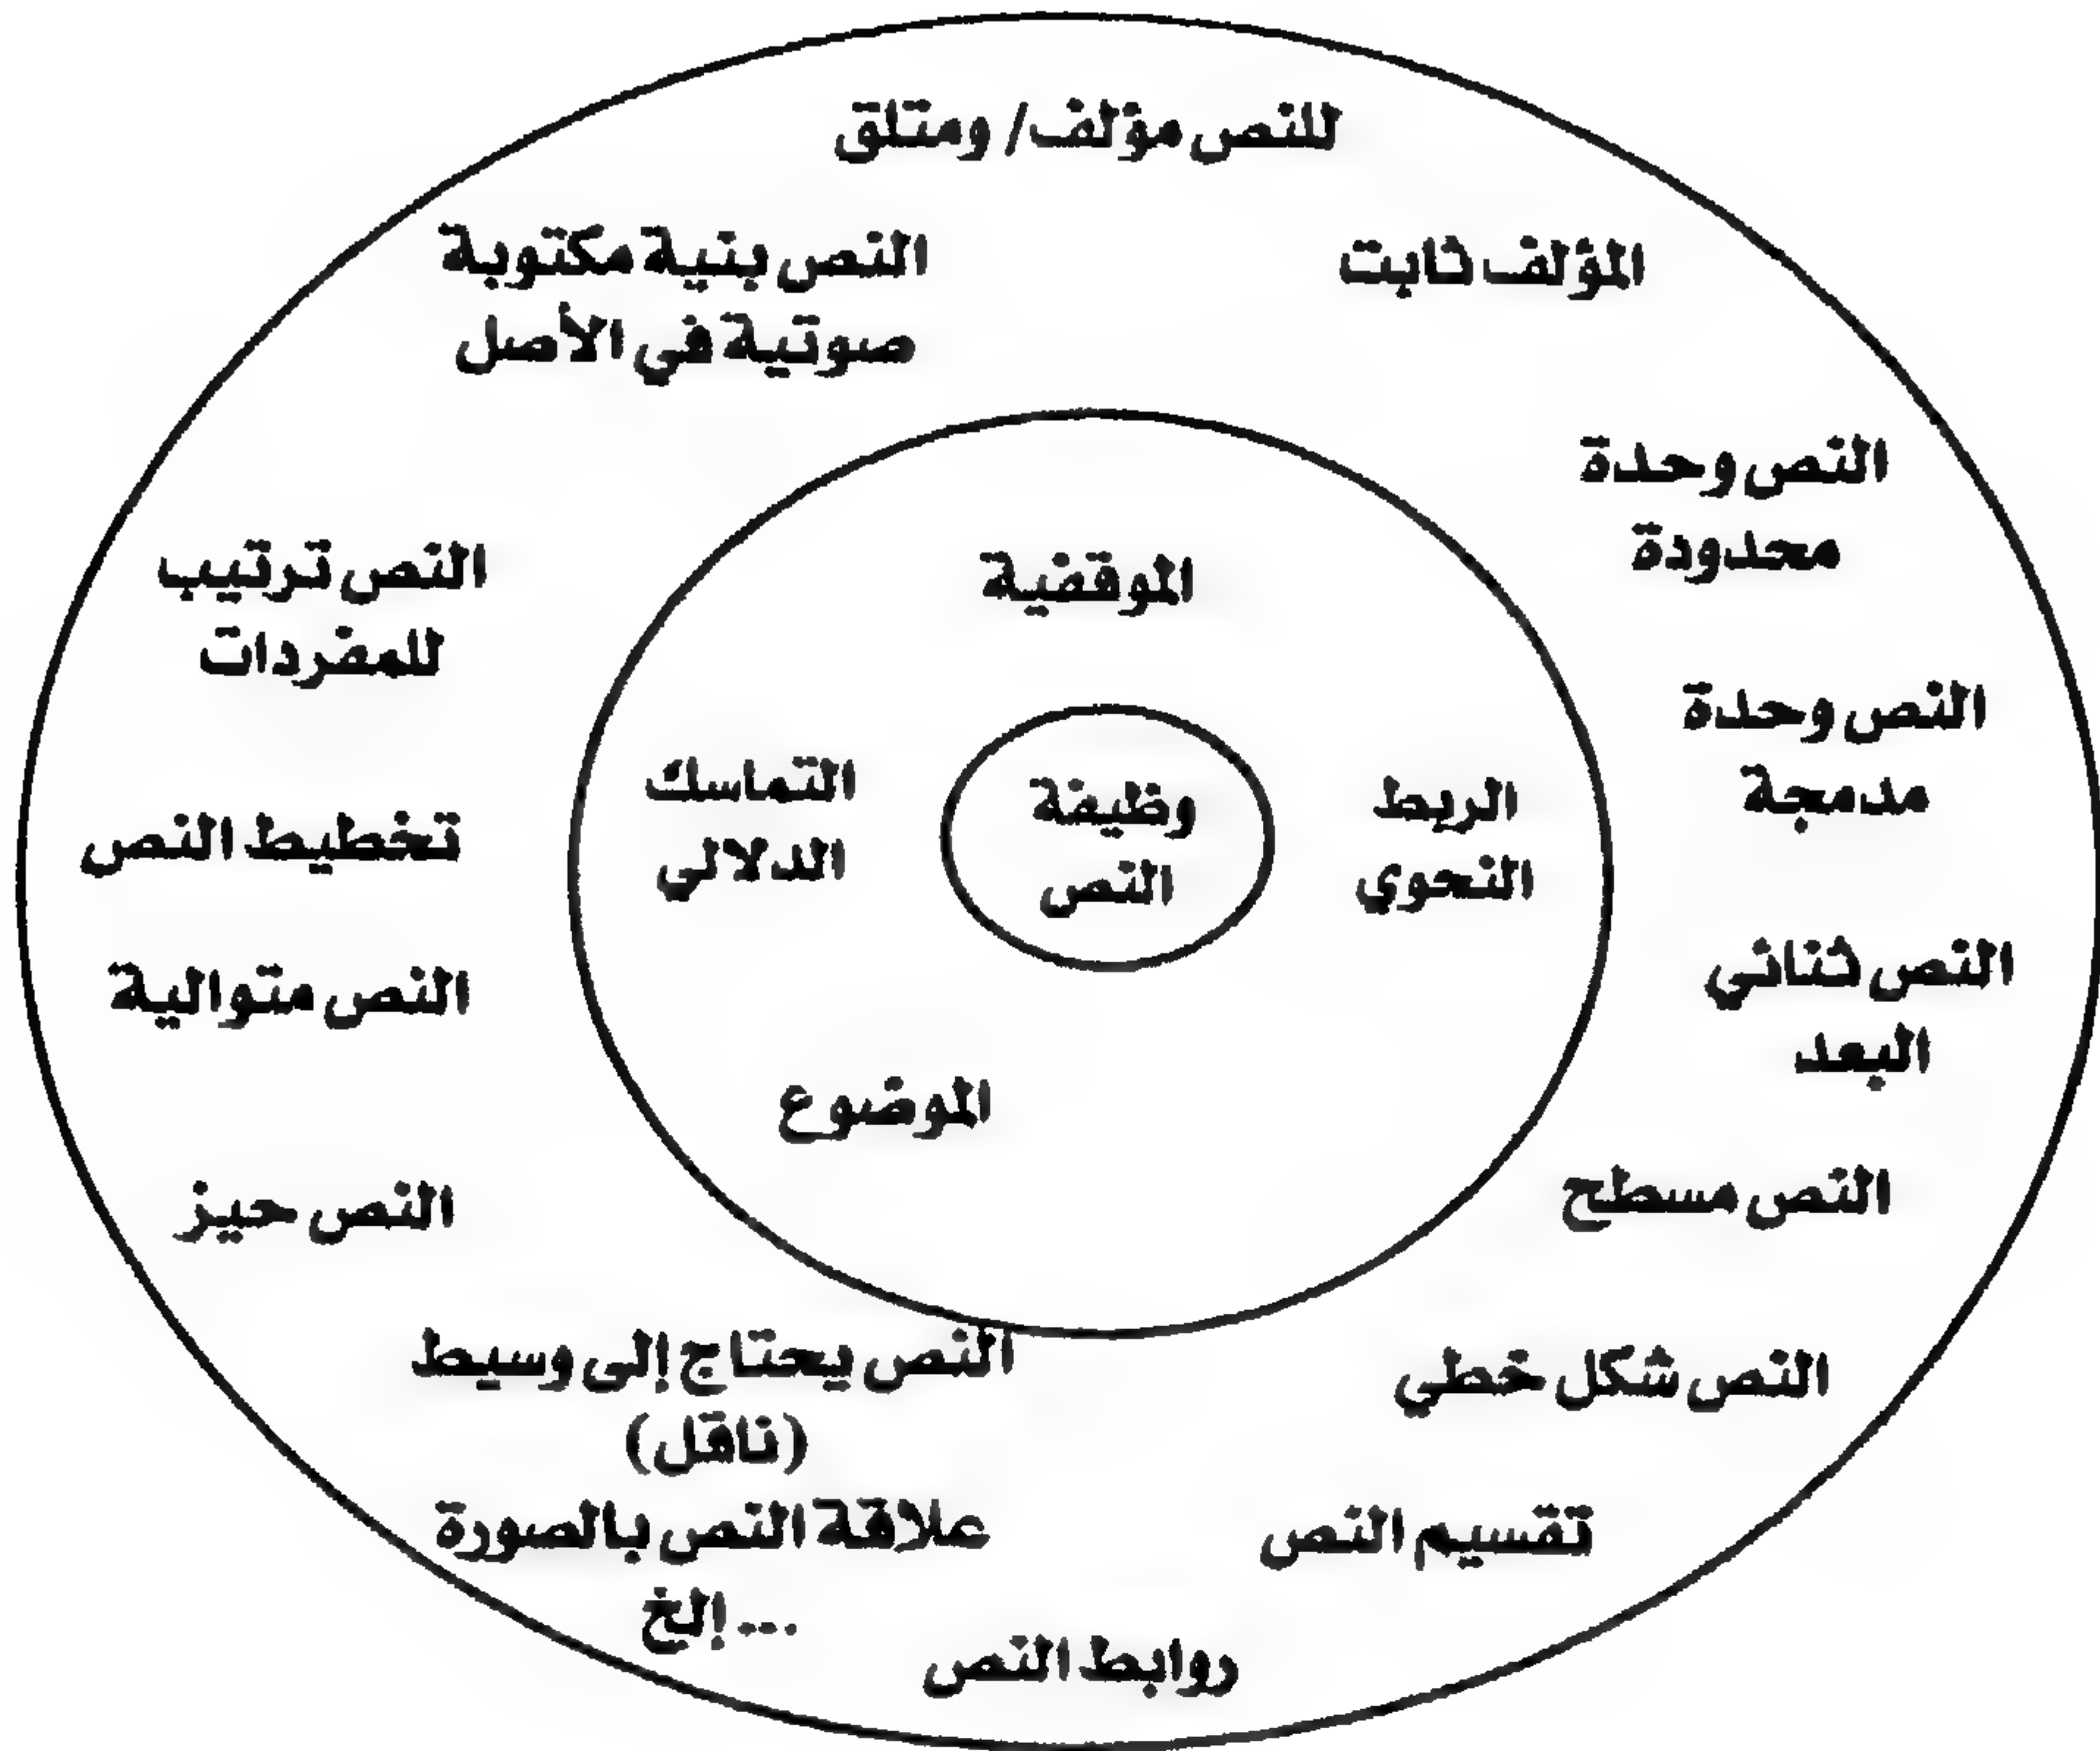 للنص مؤلف/ ومتلق
المؤلف ثابت
النص بنية مكتوبة
صوتية في الأصل
النص وحدة
محدودة
الموقفية
النص ترتيب
للمفردات
النص وحدة
مدمجة
الربط
النحوي
وظيفة
النص
التماسك
الدلالي
تخطيط النص
النص ثنائي
البعد
النص متوالية
الموضوع
النص مسطح
النص حيز
النص شكل خطي
النص يحتاج إلى وسيط
(ناقل)
تقسيم النص
علاقة النص بالصورة
... إلخ
روابط النص